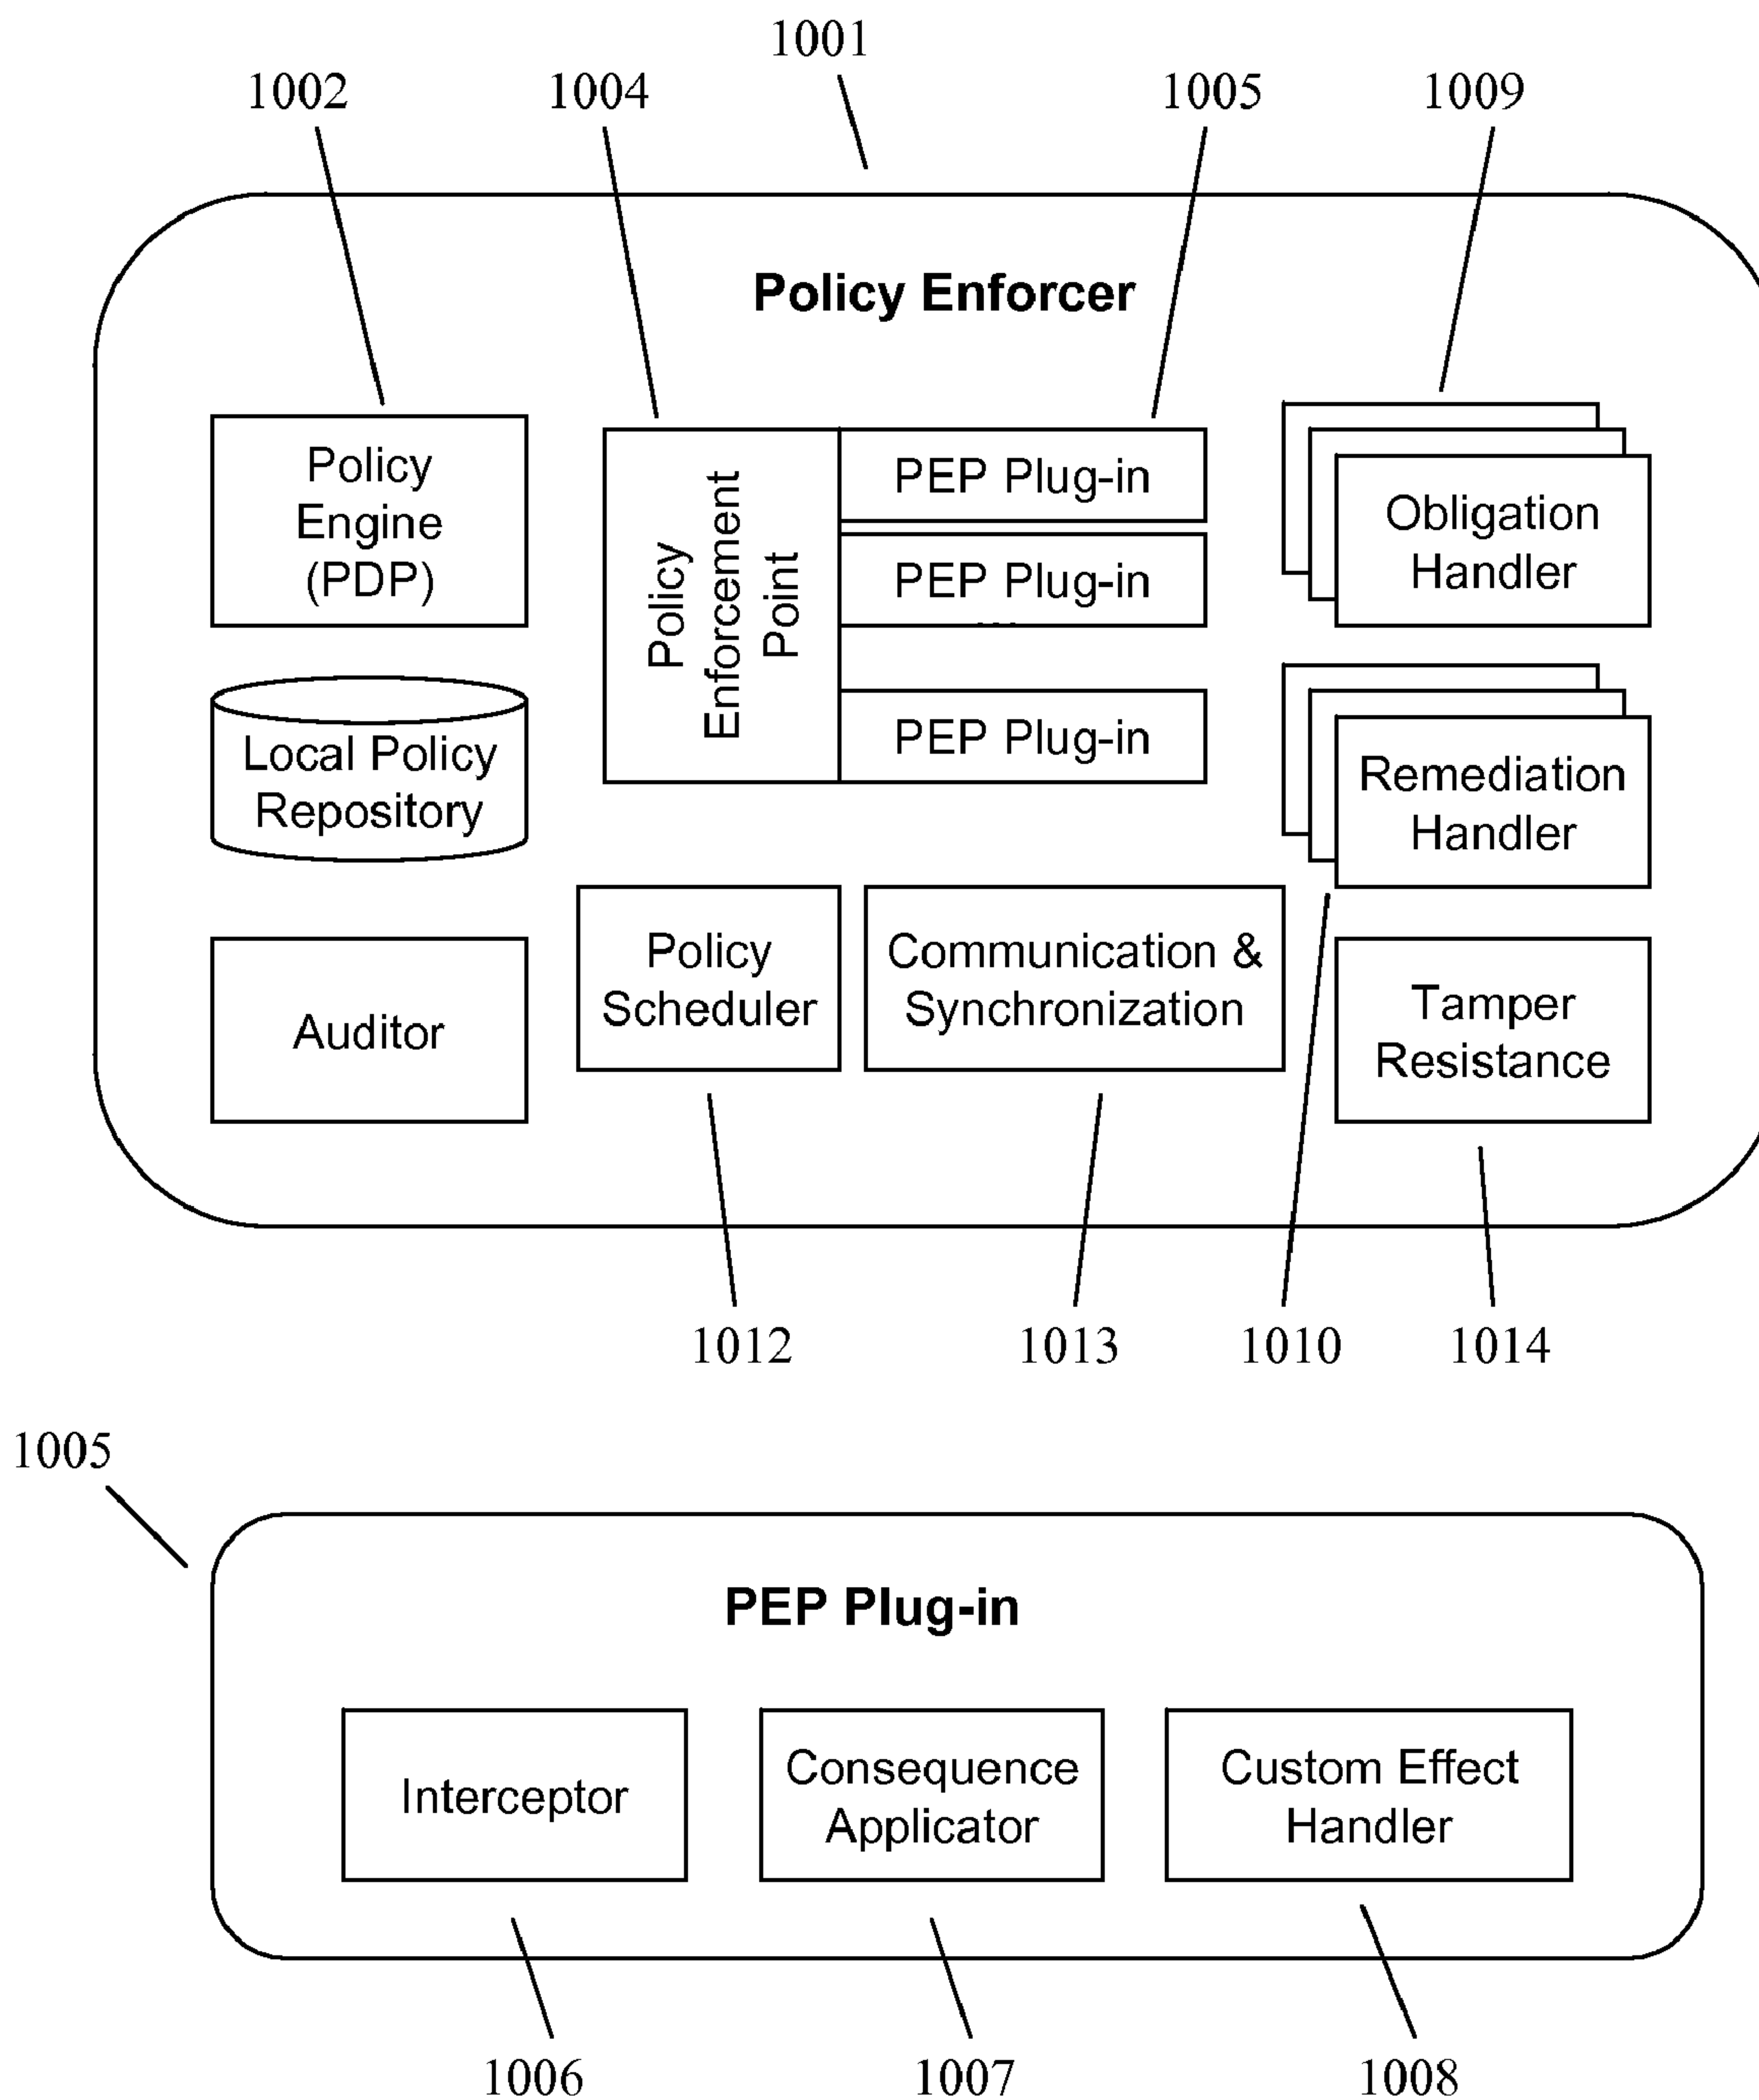 1001
1002
1004
1005
1009
Policy Enforcer
Policy
Engine
(PDP)
Policy
Enforcement
Point
PEP Plug-in
PEP Plug-in
...
PEP Plug-in
Obligation
Handler
Local Policy
Repository
Remediation
Handler
Auditor
Policy
Scheduler
Communication &
Synchronization
Tamper
Resistance
1012
1013
1010
1014
1005
PEP Plug-in
Interceptor
Consequence
Applicator
Custom Effect
Handler
1006
1007
1008